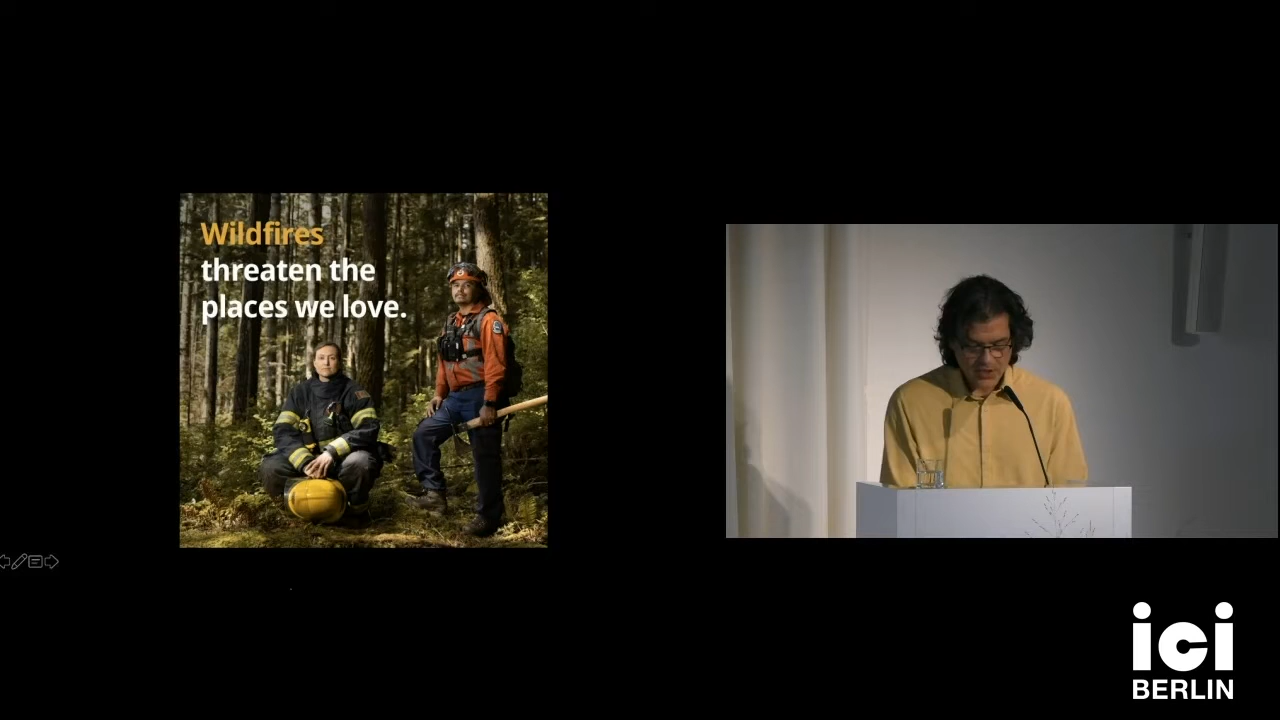 Wildfires
threaten the
places we love.
ici
BERLIN